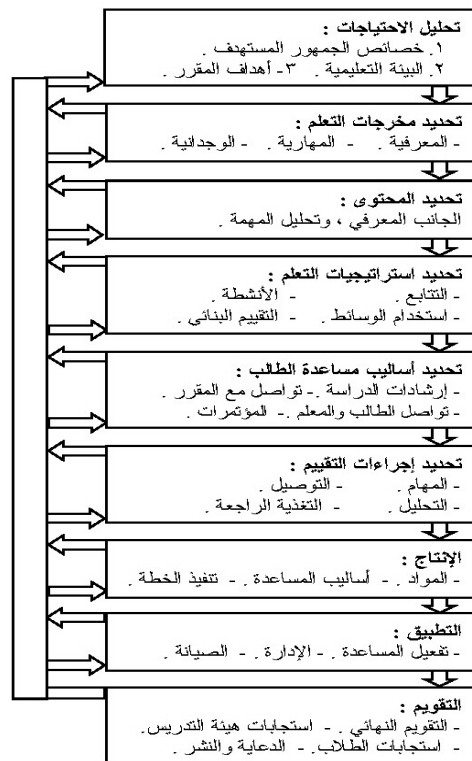 تحليل الاحتياجات :
١. خصائص الجمهور المستهدف .
٢. البيئة التعليمية . ٣- أهداف المقرر .
تحديد مخرجات التعلم :
- المعرفية . - المهارية . - الوجدانية .
تحديد المحتوى :
الجانب المعرفي ، وتحليل المهمة .
تحديد استراتيجيات التعلم :
- التتابع . - الأنشطة .
- استخدام الوسائط . - التقييم البنائي .
تحديد أساليب مساعدة الطالب :
- إرشادات الدراسة . - تواصل مع المقرر .
- تواصل الطالب والمعلم . - المؤتمرات .
تحديد إجراءات التقييم :
- المهام . - التوصيل .
- التحليل . - التغذية الراجعة .
الإنتاج :
- المواد . - أساليب المساعدة . - تنفيذ الخطة .
التطبيق :
- تفعيل المساعدة . - الإدارة . - الصيانة .
التقويم :
- التقويم النهائي . - استجابات هيئة التدريس.
- استجابات الطلاب. - الدعاية والنشر .